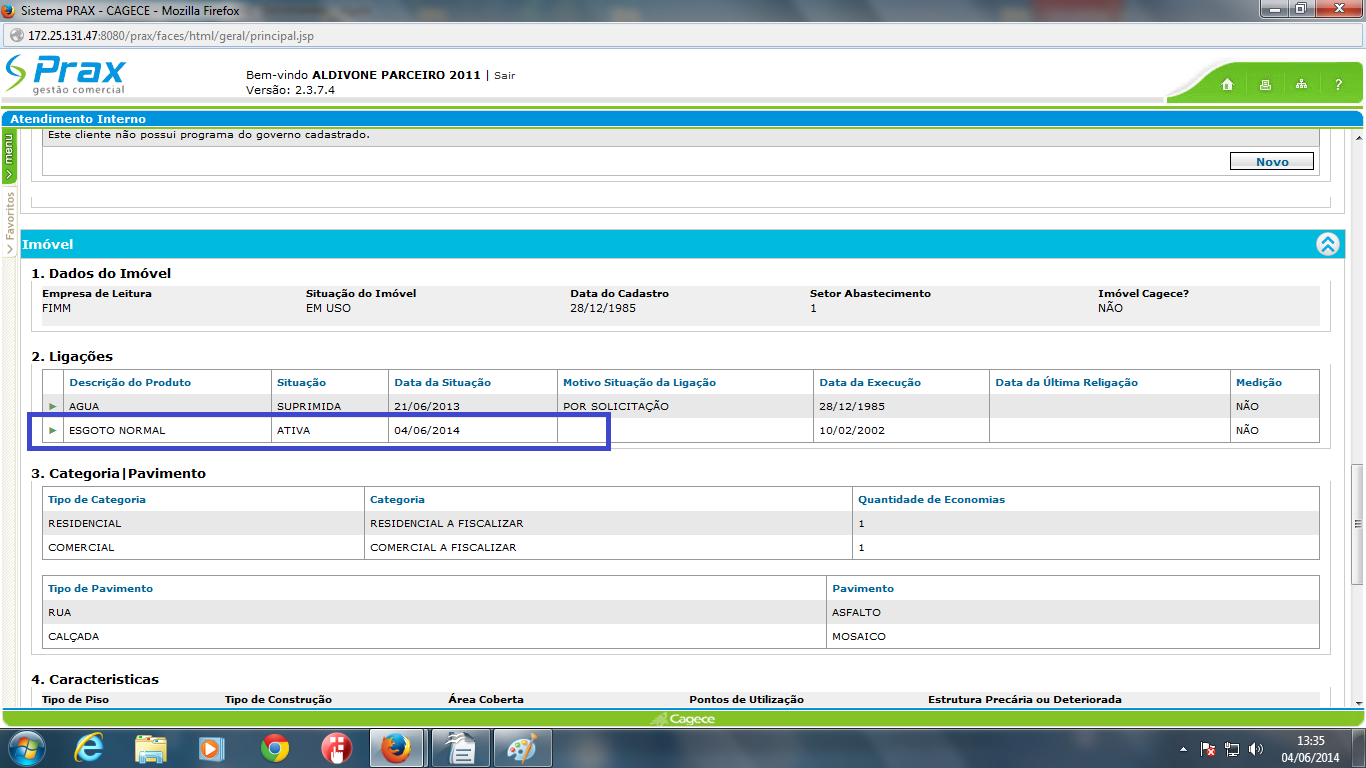 Sistema PRAX - CAGECE - Mozilla Firefox
172.25.131.47:8080/prax/faces/html/geral/principal.jsp
Prax
gestão comercial
Bem-vindo ALDIVONE PARCEIRO 2011 | Sair
Versão: 2.3.7.4
?
Atendimento Interno
menu
Favoritos
Este cliente não possui programa do governo cadastrado.
Novo
Imóvel
1. Dados do Imóvel
Empresa de Leitura Situação do Imóvel Data do Cadastro Setor Abastecimento Imóvel Cagece?
FIMM EM USO 28/12/1985 1 NÃO
2. Ligações
Descrição do Produto Situação Data da Situação Motivo Situação da Ligação Data da Execução Data da Última Religação Medição
AGUA SUPRIMIDA 21/06/2013 POR SOLICITAÇÃO 28/12/1985 NÃO
ESGOTO NORMAL ATIVA 04/06/2014 10/02/2002 NÃO
3. Categoria|Pavimento
Tipo de Categoria Categoria Quantidade de Economias
RESIDENCIAL RESIDENCIAL A FISCALIZAR 1
COMERCIAL COMERCIAL A FISCALIZAR 1
Tipo de Pavimento Pavimento
RUA ASFALTO
CALÇADA MOSAICO
4. Caracteristicas
Tipo de Piso Tipo de Construção Área Coberta Pontos de Utilização Estrutura Precária ou Deteriorada
Cagece
13:35
04/06/2014